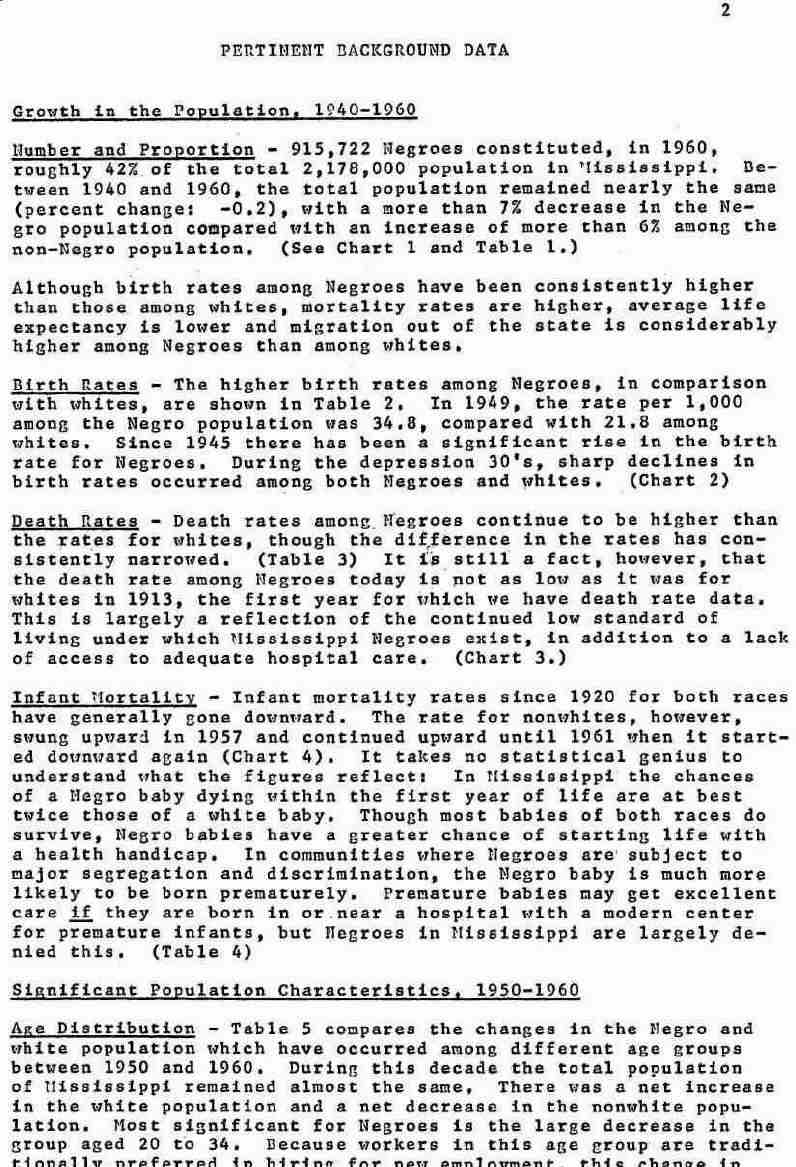 2
PERTINENT BACKGROUND DATA
Growth in the Population, 1940-1960
Number and Proportion - 915,722 Negroes constituted, in 1960,
roughly 42% of the total 2,178,000 population in Mississippi. Be-
tween 1940 and 1960, the total population remained nearly the same
(percent change: -0.2), with a more than 7% decrease in the Ne-
gro population compared with an increase of more than 6% among the
non-Negro population. (See Chart 1 and Table 1.)
Although birth rates among Negroes have been consistently higher
than those among whites, mortality rates are higher, average life
expectancy is lower and migration out of the state is considerably
higher among Negroes than among whites.
Birth Rates - The higher birth rates among Negroes, in comparison
with whites, are shown in Table 2. In 1949, the rate per 1,000
among the Negro population was 34.8, compared with 21.8 among
whites. Since 1945 there has been a significant rise in the birth
rate for Negroes. During the depression 30's, sharp declines in
birth rates occurred among both Negroes and whites. (Chart 2)
Death Rates - Death rates among Negroes continue to be higher than
the rates for whites, though the difference in the rates has con-
sistently narrowed. (Table 3) It is still a fact, however, that
the death rate among Negroes today is not as low as it was for
whites in 1913, the first year for which we have death rate data.
This is largely a reflection of the continued low standard of
living under which Mississippi Negroes exist, in addition to a lack
of access to adequate hospital care. (Chart 3.)
Infant Mortality - Infant mortality rates since 1920 for both races
have generally gone downward. The rate for nonwhites, however,
swung upward in 1957 and continued upward until 1961 when it start-
ed downward again (Chart 4). It takes no statistical genius to
understand what the figures reflect: In Mississippi the chances
of a Negro baby dying within the first year of life are at best
twice those of a white baby. Though most babies of both races do
survive, Negro babies have a greater chance of starting life with
a health handicap. In communities where Negroes are subject to
major segregation and discrimination, the Negro baby is much more
likely to be born prematurely. Premature babies may get excellent
care if they are born in or near a hospital with a modern center
for premature infants, but Negroes in Mississippi are largely de-
nied this. (Table 4)
Significant Population Characteristics, 1950-1960
Age Distribution - Table 5 compares the changes in the Negro and
white population which have occurred among different age groups
between 1950 and 1960. During this decade the total population
of Mississippi remained almost the same. There was a net increase
in the white population and a net decrease in the nonwhite popu-
lation. Most significant for Negroes is the large decrease in the
group aged 20 to 34. Because workers in this age group are tradi-
tionally preferred in hiring for new employment, this change in